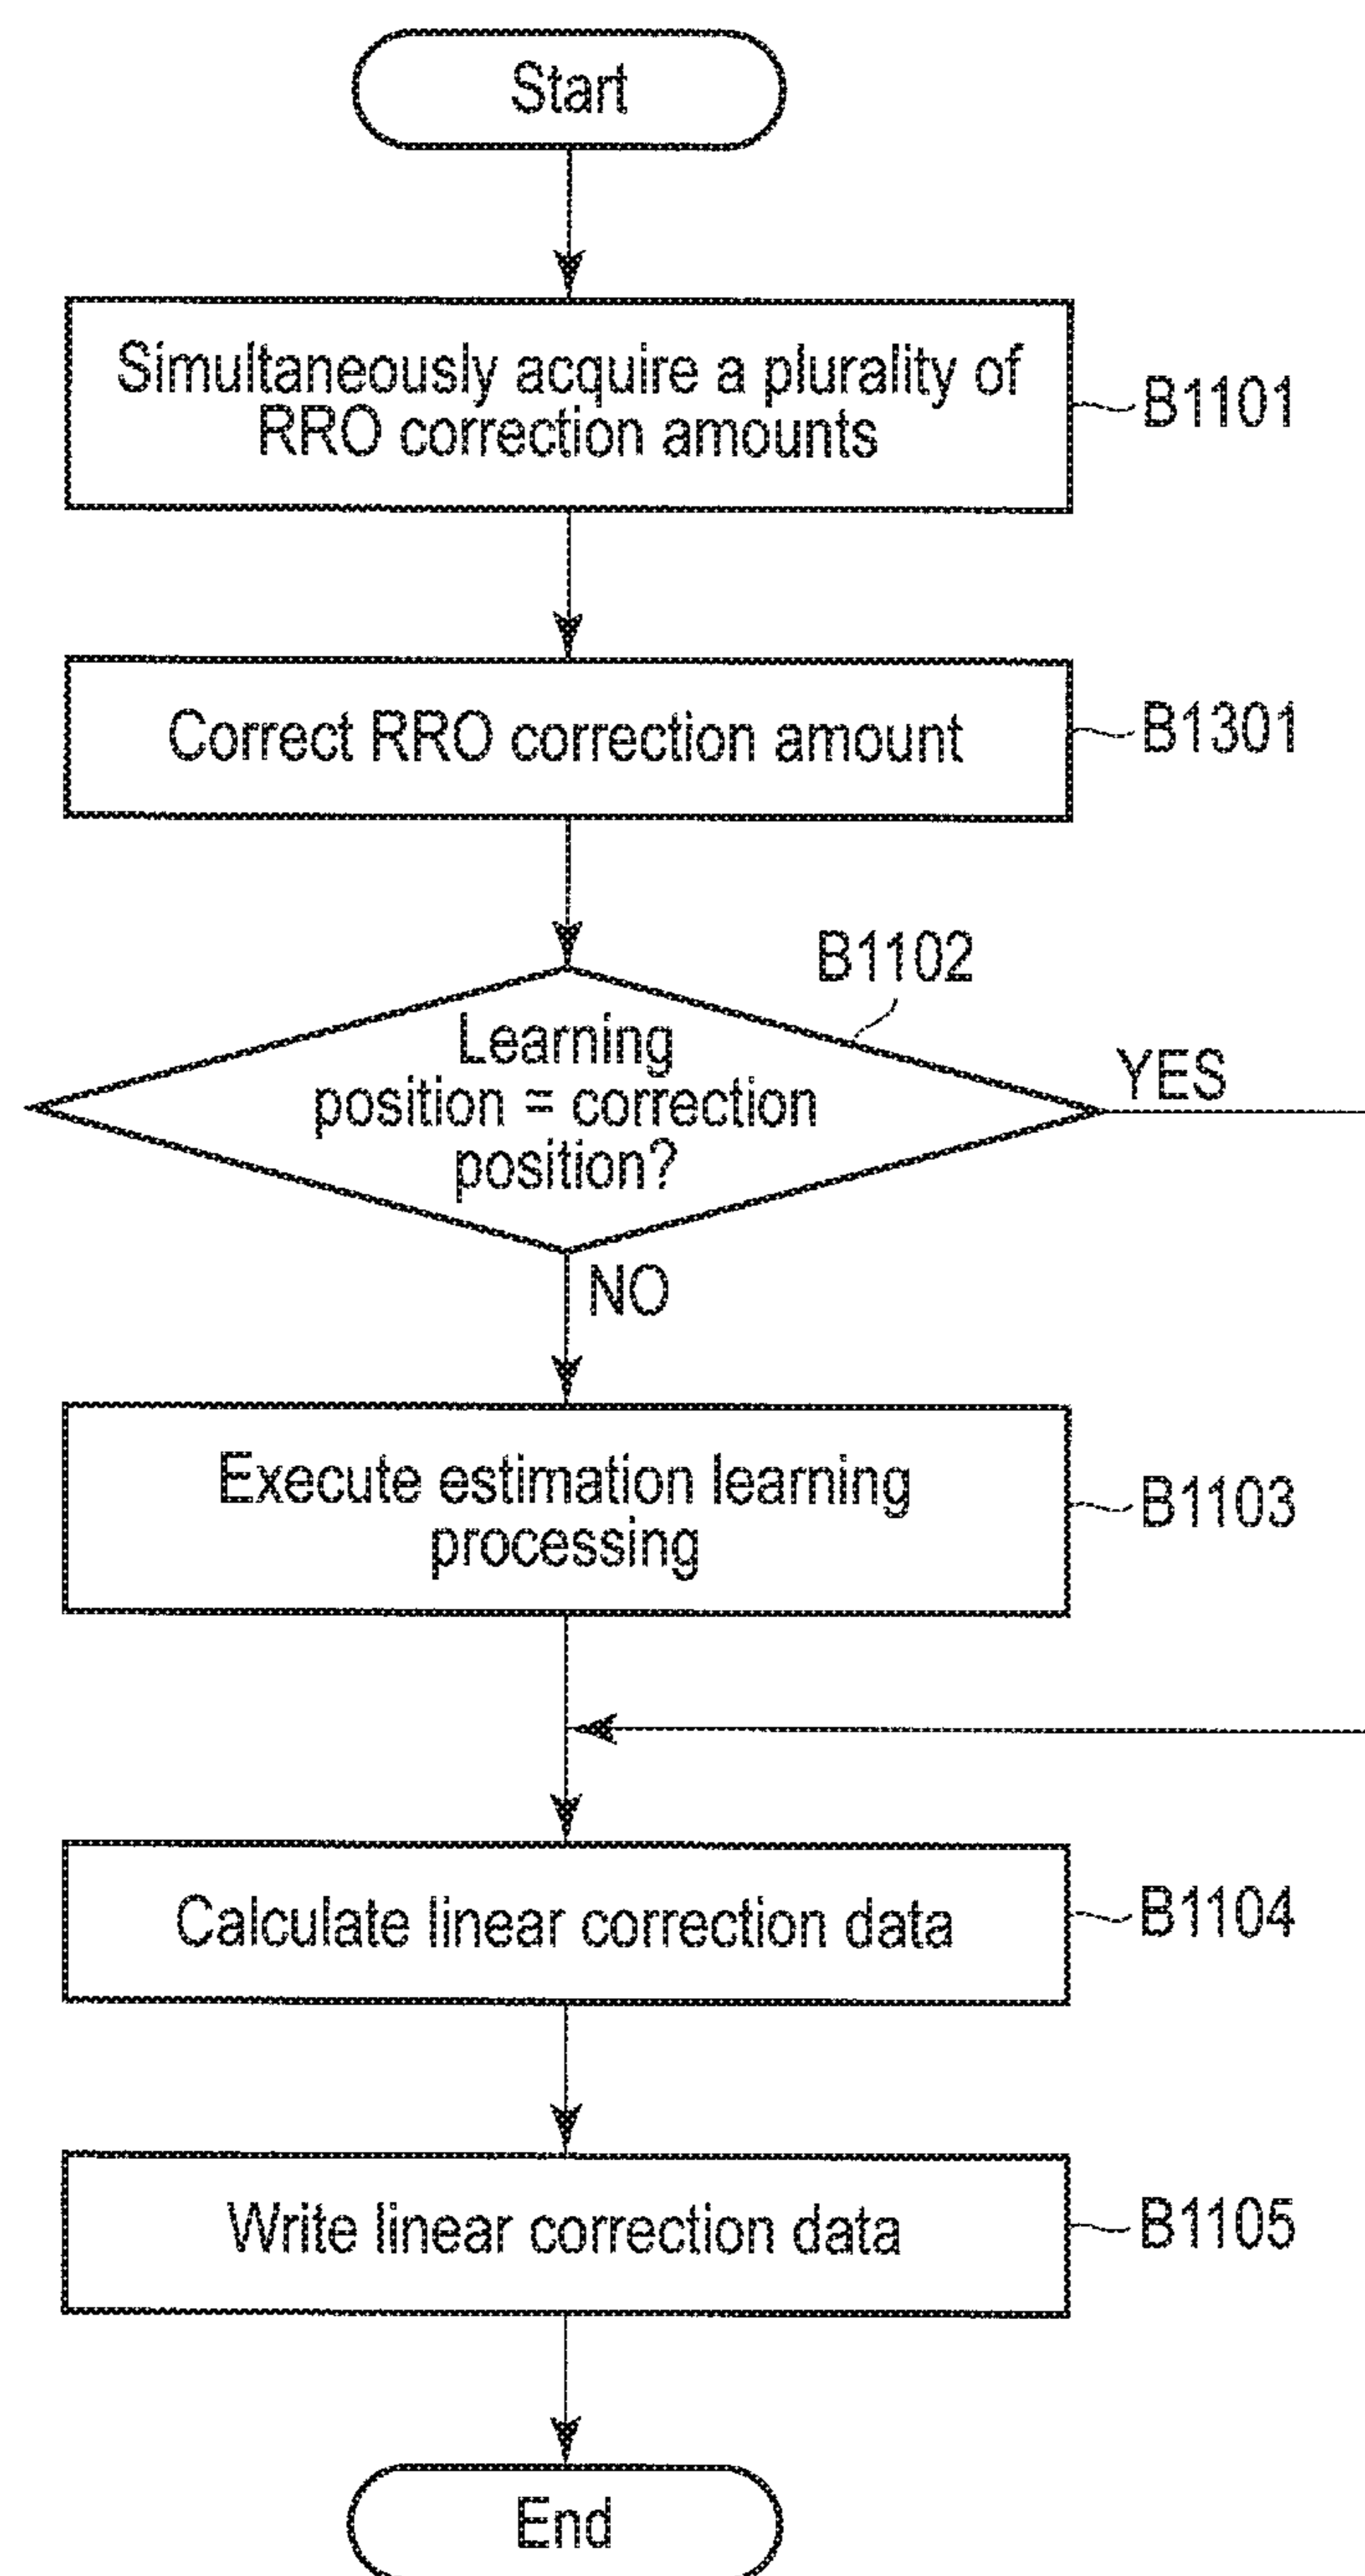 Start
Simultaneously acquire a plurality of
RRO correction amounts
B1101
Correct RRO correction amount
B1301
B1102
Learning
position = correction
position?
YES
NO
Execute estimation learning
processing
B1103
Calculate linear correction data
B1104
Write linear correction data
B1105
End